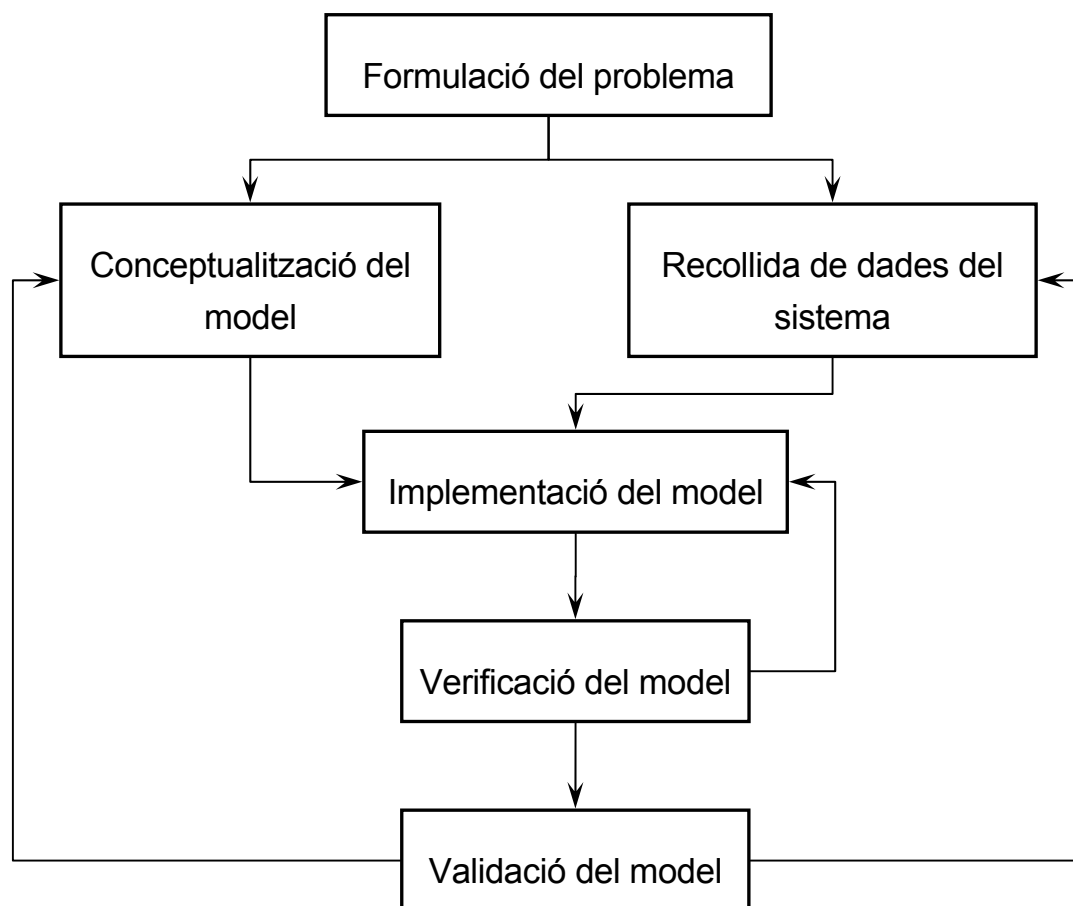 Formulació del problema
Conceptualització del
model
Recollida de dades del
sistema
Implementació del model
Verificació del model
Validació del model